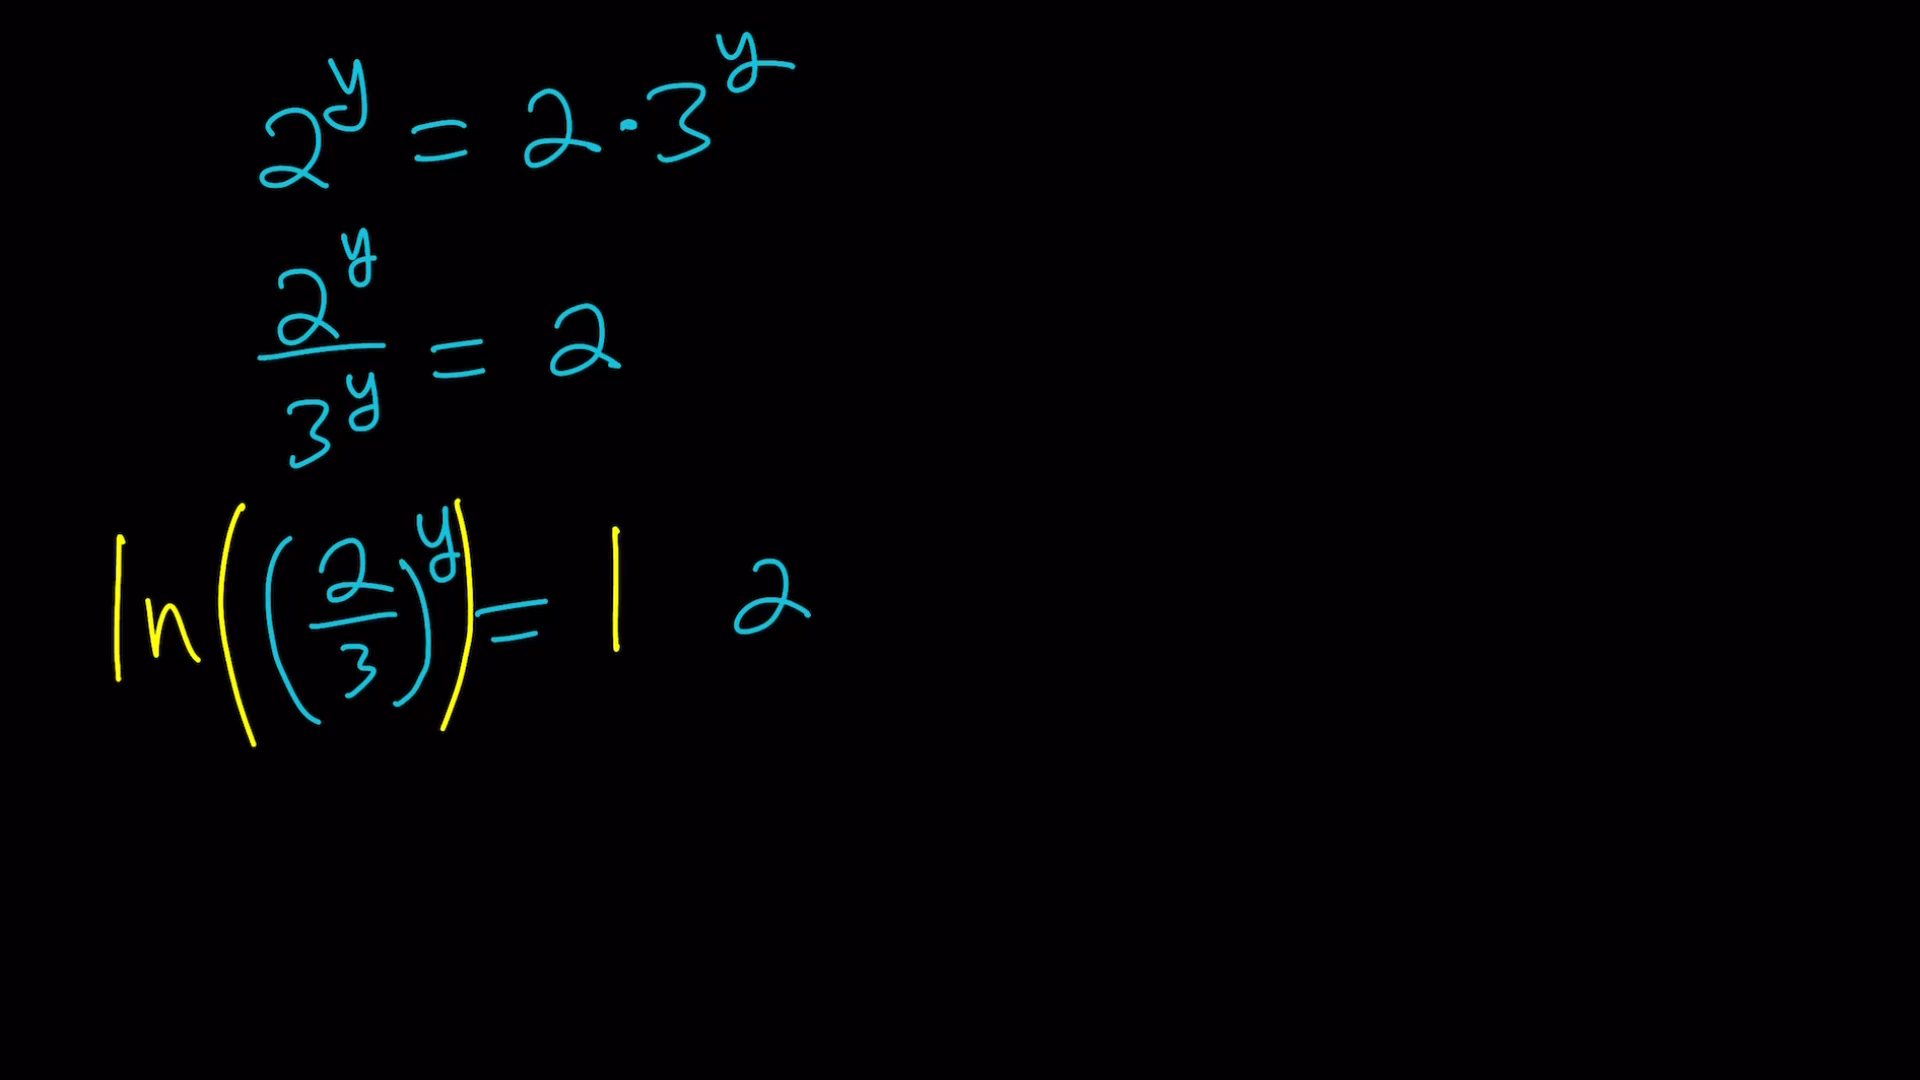 2^y = 2 · 3^y
2^y / 3^y = 2
ln((2/3)^y) = l 2